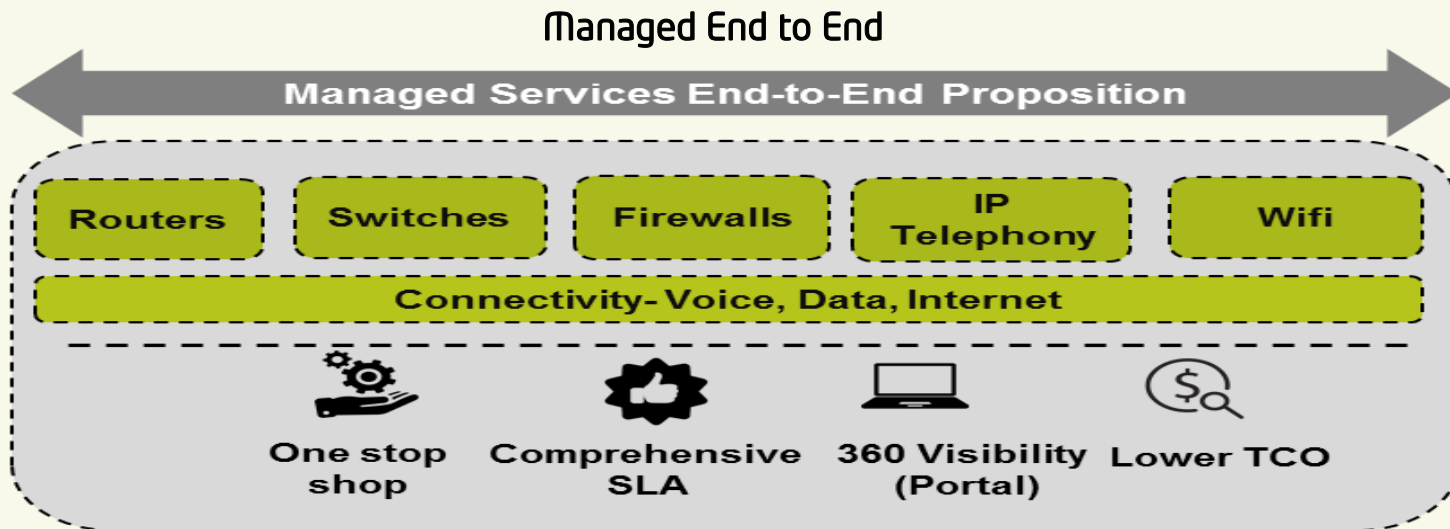 Managed End to End
Managed Services End-to-End Proposition
Routers
Switches
Firewalls
IP
Telephony
Wifi
Connectivity- Voice, Data, Internet
One stop
shop
Comprehensive
SLA
360 Visibility
(Portal)
Lower TCO